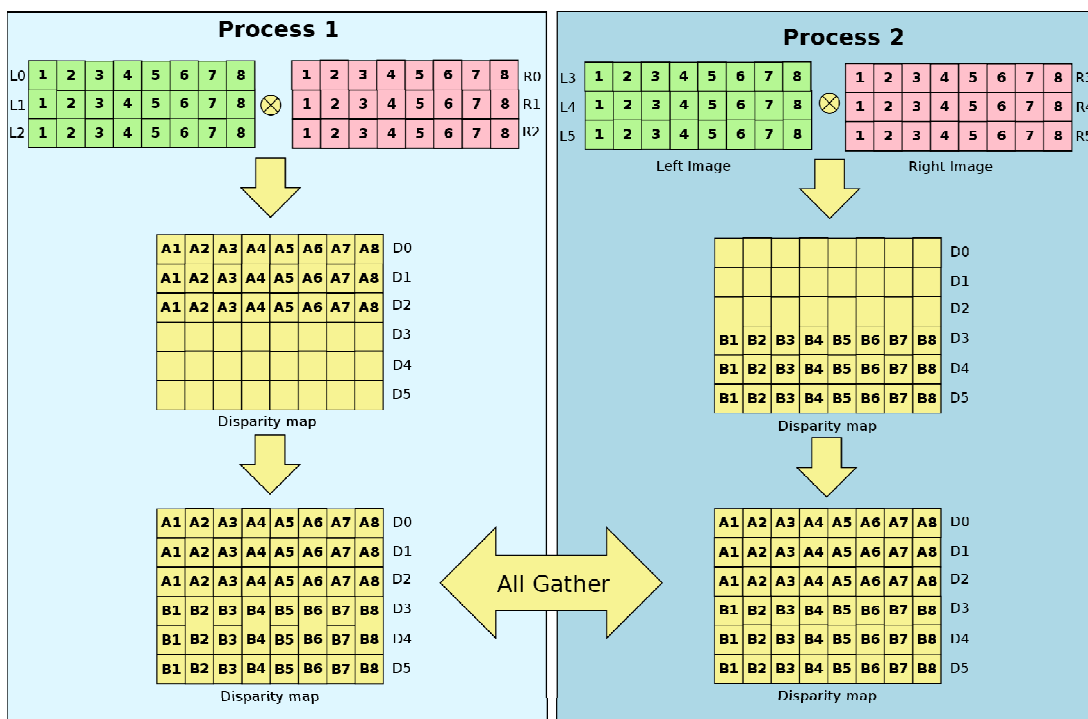 Process 1
L0 1 2 3 4 5 6 7 8 1 2 3 4 5 6 7 8 R0
L1 1 2 3 4 5 6 7 8 1 2 3 4 5 6 7 8 R1
L2 1 2 3 4 5 6 7 8 1 2 3 4 5 6 7 8 R2
A1 A2 A3 A4 A5 A6 A7 A8 D0
A1 A2 A3 A4 A5 A6 A7 A8 D1
A1 A2 A3 A4 A5 A6 A7 A8 D2
D3
D4
D5
Disparity map
A1 A2 A3 A4 A5 A6 A7 A8 D0
A1 A2 A3 A4 A5 A6 A7 A8 D1
A1 A2 A3 A4 A5 A6 A7 A8 D2
B1 B2 B3 B4 B5 B6 B7 B8 D3
B1 B2 B3 B4 B5 B6 B7 B8 D4
B1 B2 B3 B4 B5 B6 B7 B8 D5
Disparity map
All Gather
Process 2
L3 1 2 3 4 5 6 7 8 1 2 3 4 5 6 7 8
L4 1 2 3 4 5 6 7 8 1 2 3 4 5 6 7 8 R4
L5 1 2 3 4 5 6 7 8 1 2 3 4 5 6 7 8 R5
Left Image
Right Image
D0
D1
D2
B1 B2 B3 B4 B5 B6 B7 B8 D3
B1 B2 B3 B4 B5 B6 B7 B8 D4
B1 B2 B3 B4 B5 B6 B7 B8 D5
Disparity map
A1 A2 A3 A4 A5 A6 A7 A8 D0
A1 A2 A3 A4 A5 A6 A7 A8 D1
A1 A2 A3 A4 A5 A6 A7 A8 D2
B1 B2 B3 B4 B5 B6 B7 B8 D3
B1 B2 B3 B4 B5 B6 B7 B8 D4
B1 B2 B3 B4 B5 B6 B7 B8 D5
Disparity map